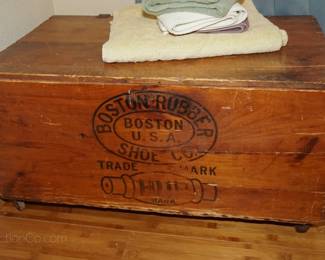 BOSTON RUBBER
BOSTON
U.S.A
SHOE CO.
TRADE MARK